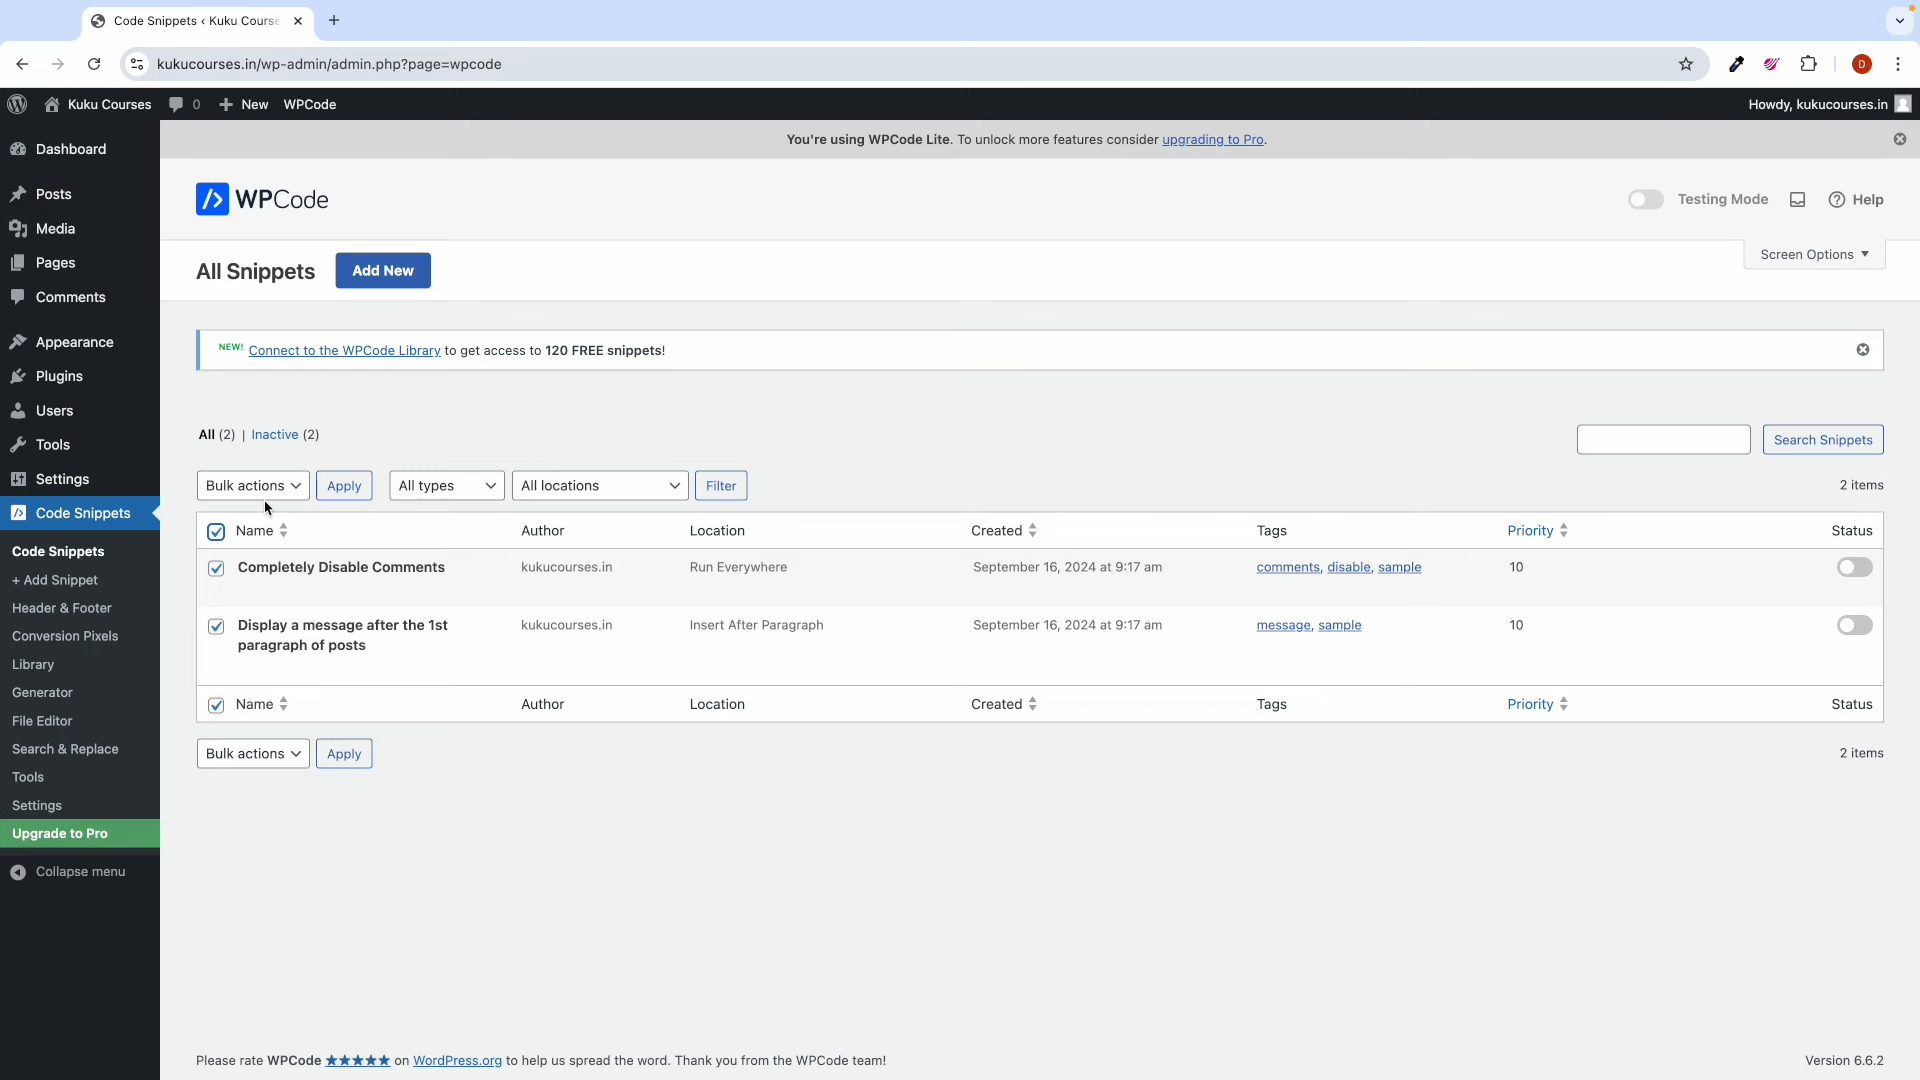 Code Snippets ‹ Kuku Course
kukucourses.in/wp-admin/admin.php?page=wpcode
D
Kuku Courses 0 New WPCode
Howdy, kukucourses.in
You're using WPCode Lite. To unlock more features consider upgrading to Pro.
Dashboard
Posts
Media
Pages
Comments
Appearance
Plugins
Users
Tools
Settings
Code Snippets
Code Snippets
+ Add Snippet
Header & Footer
Conversion Pixels
Library
Generator
File Editor
Search & Replace
Tools
Settings
Upgrade to Pro
Collapse menu
WPCode
Testing Mode Help
All Snippets Add New
Screen Options
NEW! Connect to the WPCode Library to get access to 120 FREE snippets!
All (2) | Inactive (2)
Search Snippets
Bulk actions Apply All types All locations Filter
2 items
Name Author Location Created Tags Priority Status
Completely Disable Comments kukucourses.in Run Everywhere September 16, 2024 at 9:17 am comments, disable, sample 10
Display a message after the 1st kukucourses.in Insert After Paragraph September 16, 2024 at 9:17 am message, sample 10
paragraph of posts
Name Author Location Created Tags Priority Status
Bulk actions Apply
2 items
Please rate WPCode ★★★★★ on WordPress.org to help us spread the word. Thank you from the WPCode team!
Version 6.6.2